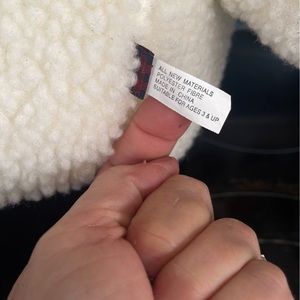 ALL NEW MATERIALS
POLYESTER FIBRE
MADE IN CHINA
SUITABLE FOR AGES 3 & UP